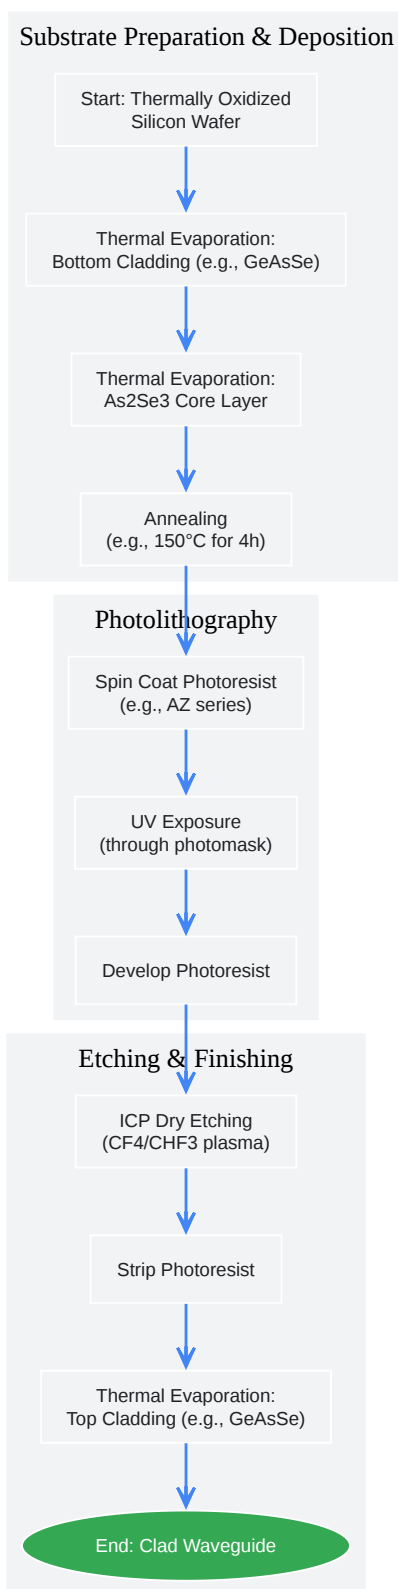 Substrate Preparation & Deposition
Start: Thermally Oxidized
Silicon Wafer
Thermal Evaporation:
Bottom Cladding (e.g., GeAsSe)
Thermal Evaporation:
As2Se3 Core Layer
Annealing
(e.g., 150°C for 4h)
Photolithography
Spin Coat Photoresist
(e.g., AZ series)
UV Exposure
(through photomask)
Develop Photoresist
Etching & Finishing
ICP Dry Etching
(CF4/CHF3 plasma)
Strip Photoresist
Thermal Evaporation:
Top Cladding (e.g., GeAsSe)
End: Clad Waveguide